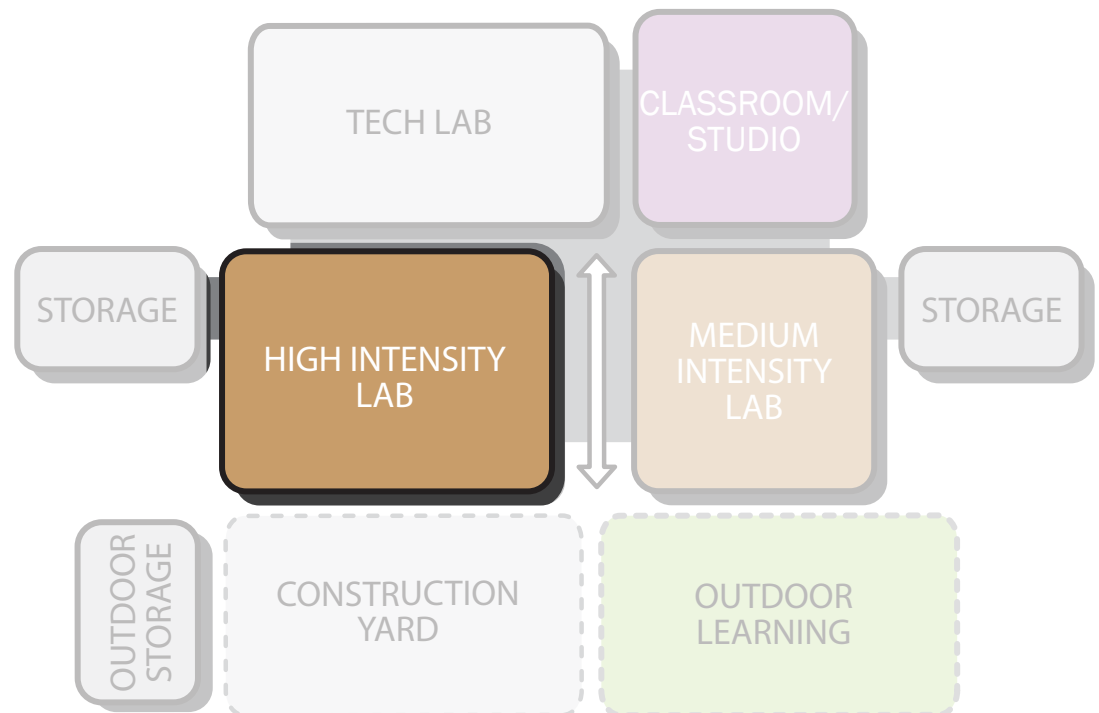 TECH LAB
CLASSROOM/
STUDIO
STORAGE
HIGH INTENSITY
LAB
MEDIUM
INTENSITY
LAB
STORAGE
OUTDOOR
STORAGE
CONSTRUCTION
YARD
OUTDOOR
LEARNING